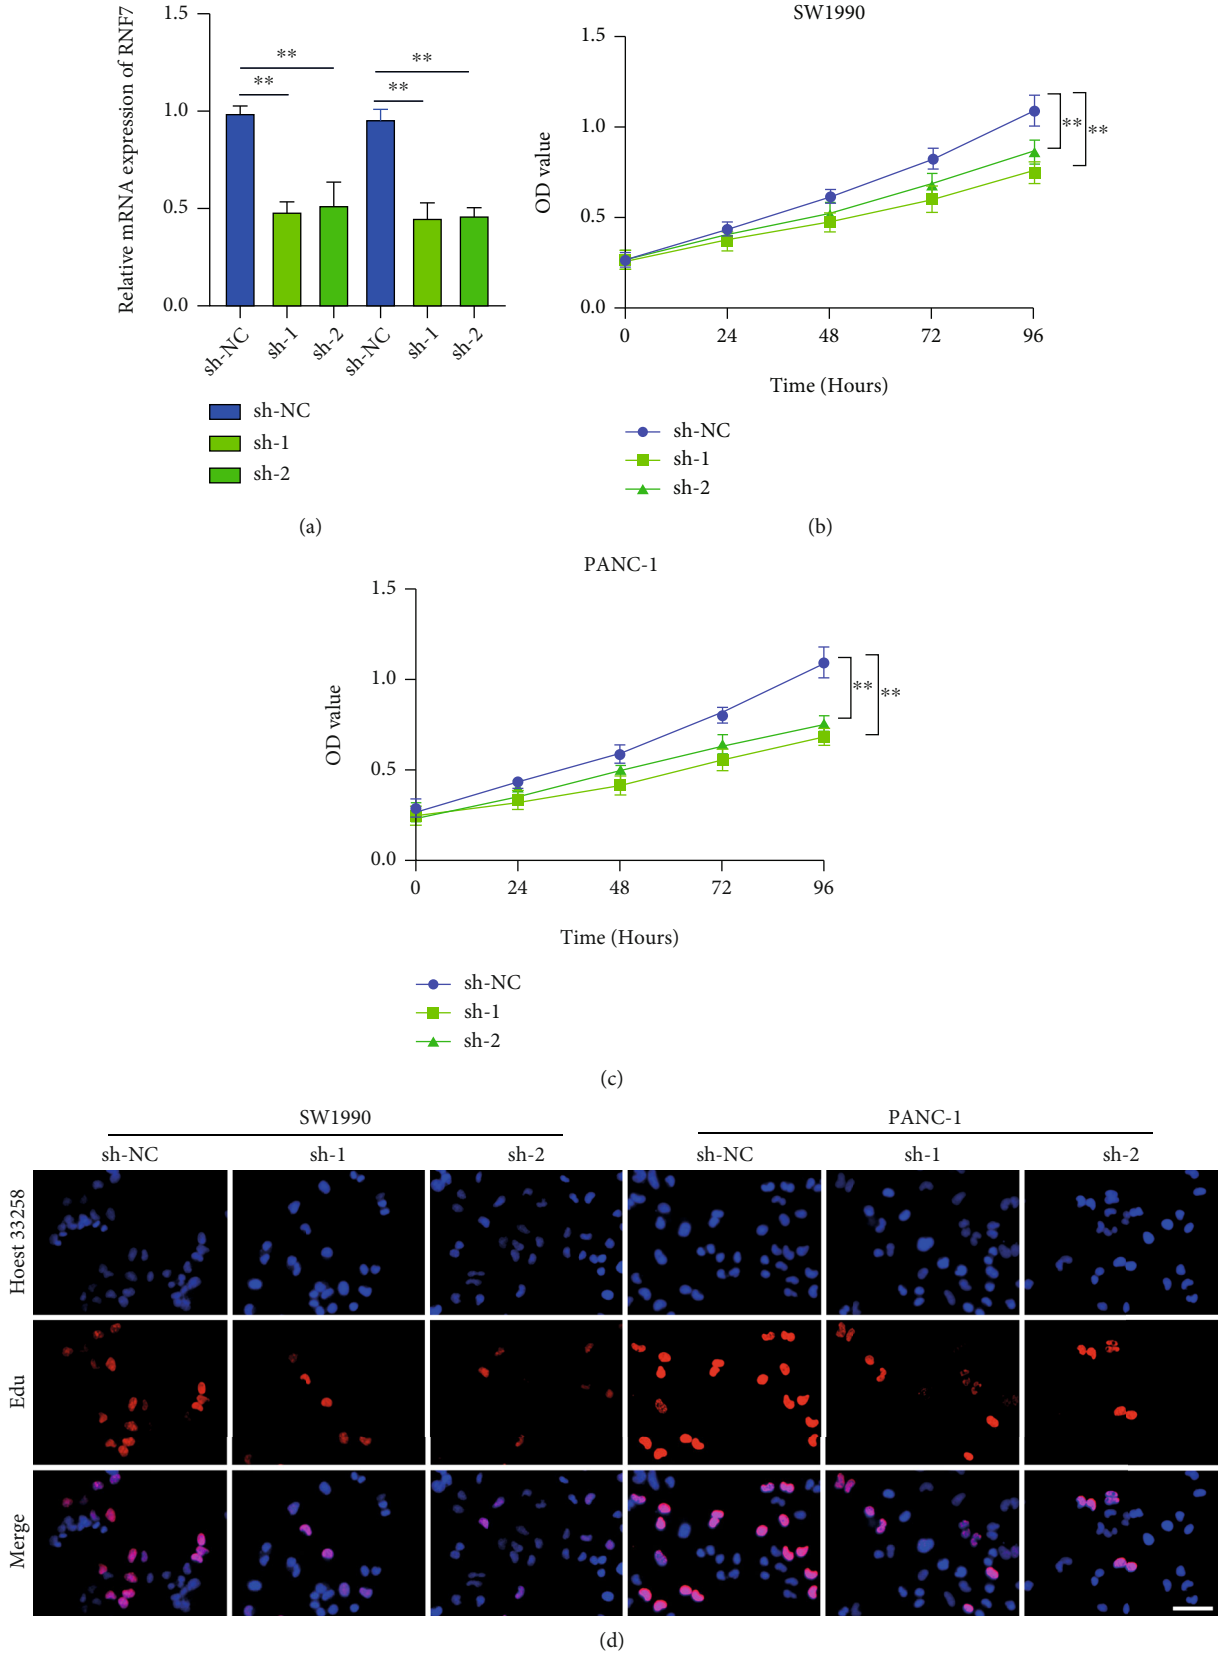 Relative mRNA expression of RNF7
1.5
1.0
0.5
0.0
** ** ** **
sh-NC sh-1 sh-2 sh-NC sh-1 sh-2
sh-NC
sh-1
sh-2
(a)
SW1990
OD value
1.5
1.0
0.5
0.0
** **
0 24 48 72 96
Time (Hours)
sh-NC
sh-1
sh-2
(b)
PANC-1
OD value
1.5
1.0
0.5
0.0
** **
0 24 48 72 96
Time (Hours)
sh-NC
sh-1
sh-2
(c)
SW1990 PANC-1
sh-NC sh-1 sh-2 sh-NC sh-1 sh-2
Hoest 33258
Edu
Merge
(d)